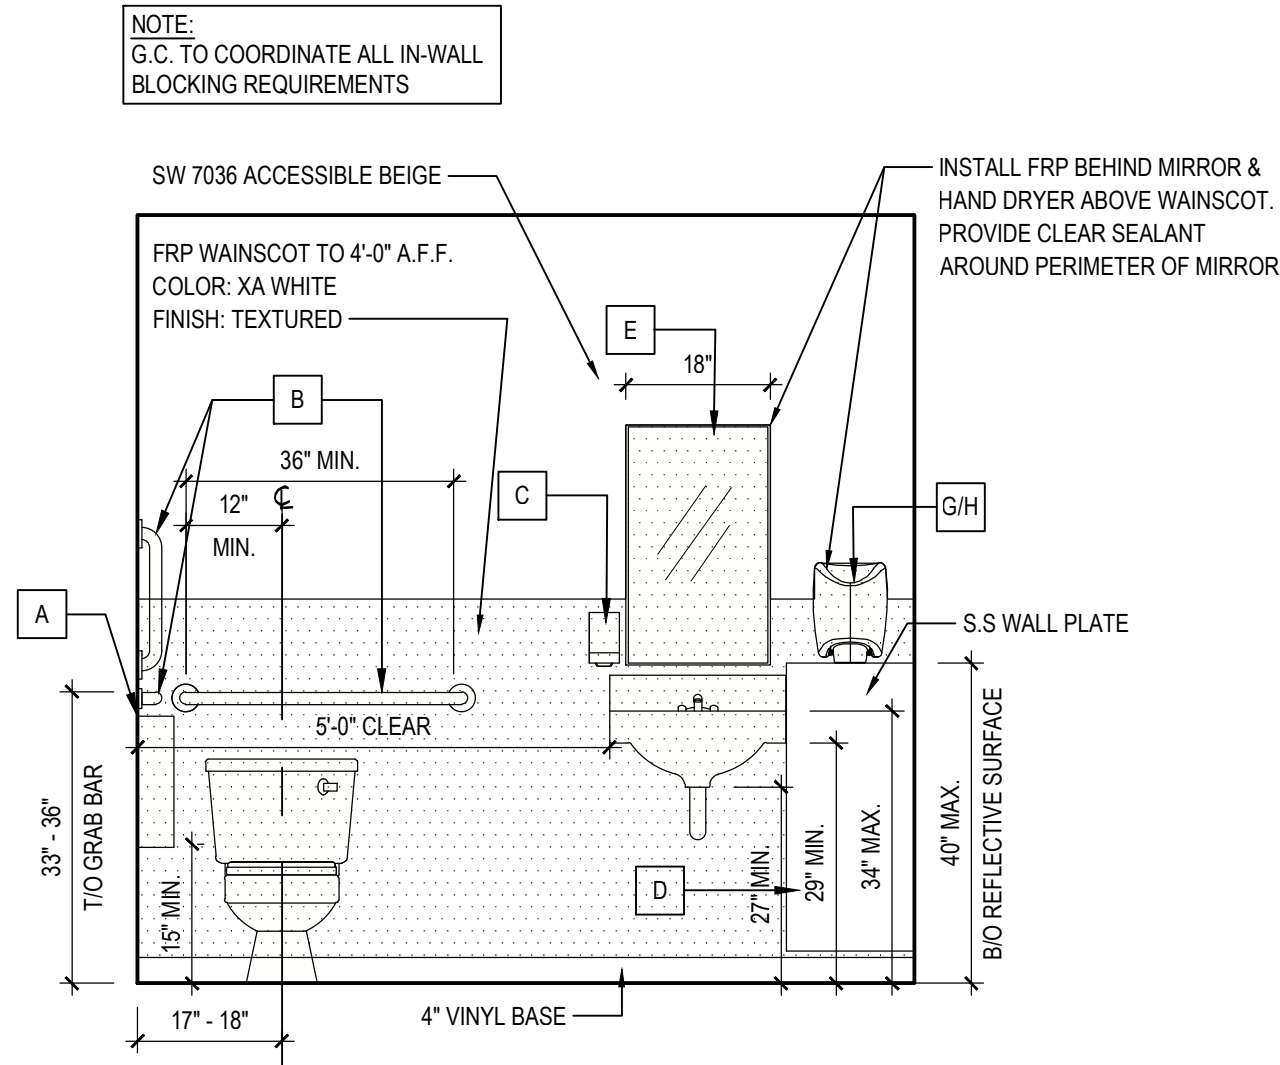 NOTE:
G.C. TO COORDINATE ALL IN-WALL
BLOCKING REQUIREMENTS
SW 7036 ACCESSIBLE BEIGE
INSTALL FRP BEHIND MIRROR &
HAND DRYER ABOVE WAINSCOT.
PROVIDE CLEAR SEALANT
AROUND PERIMETER OF MIRROR
FRP WAINSCOT TO 4'-0" A.F.F.
COLOR: XA WHITE
FINISH: TEXTURED
E
18"
B
36" MIN.
12"
MIN.
CL
C
G/H
A
S.S WALL PLATE
5'-0" CLEAR
33" - 36"
T/O GRAB BAR
15" MIN.
D
27" MIN.
29" MIN.
34" MAX.
40" MAX.
B/O REFLECTIVE SURFACE
17" - 18"
4" VINYL BASE